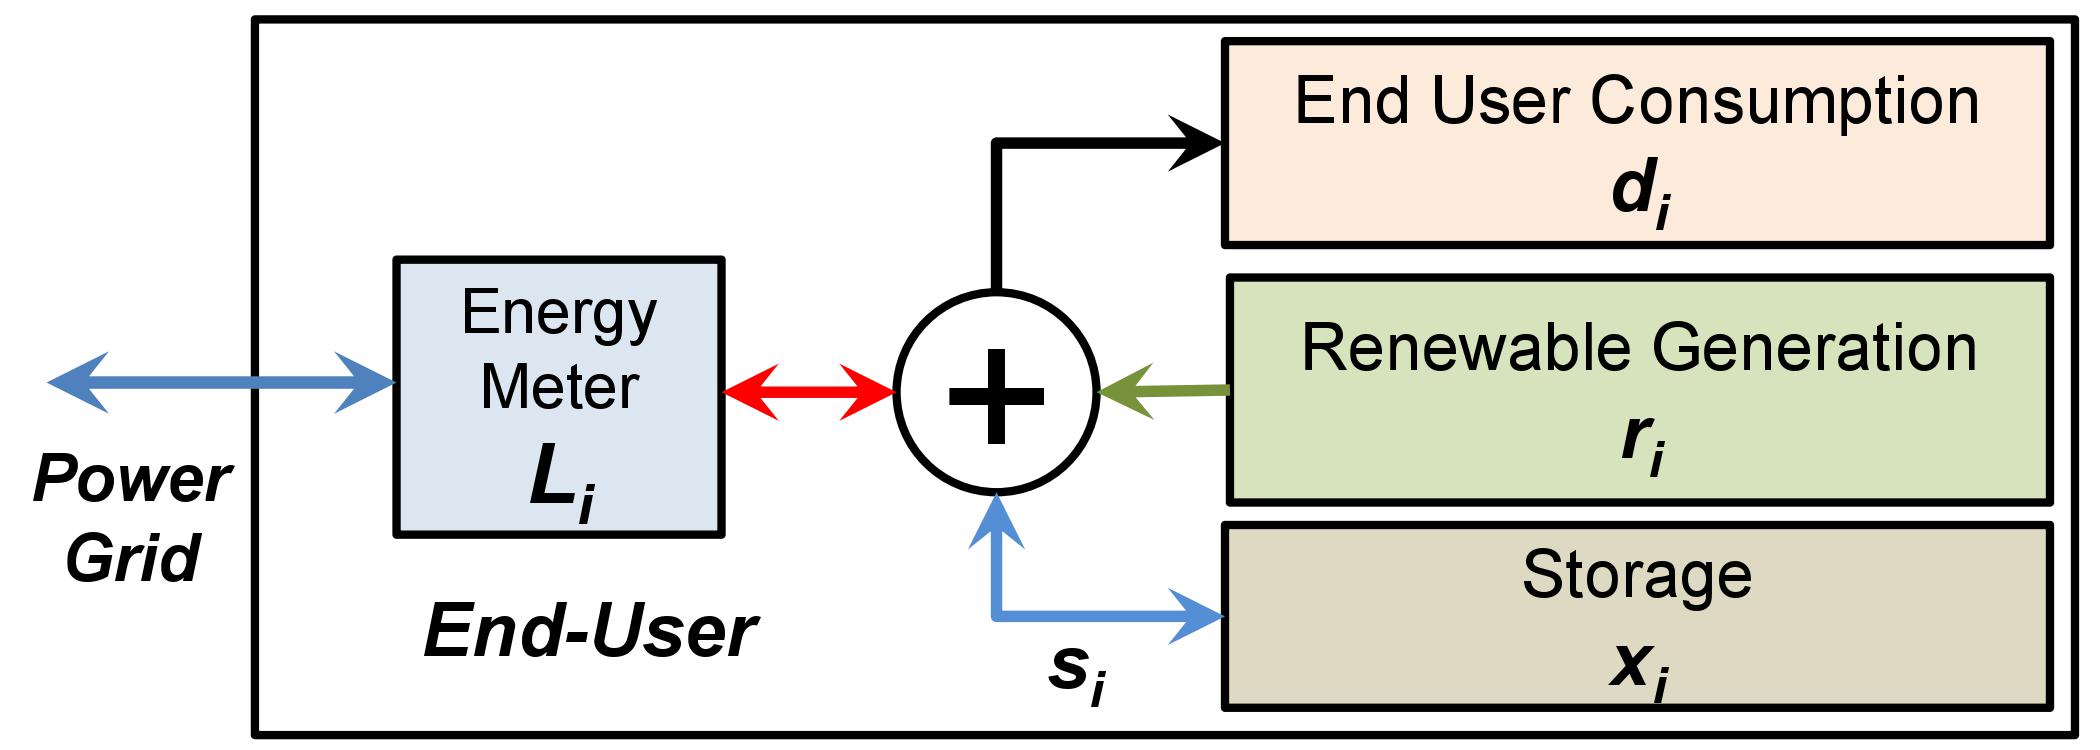 Power
Grid
Energy
Meter
L_i
End-User
+
s_i
End User Consumption
d_i
Renewable Generation
r_i
Storage
x_i